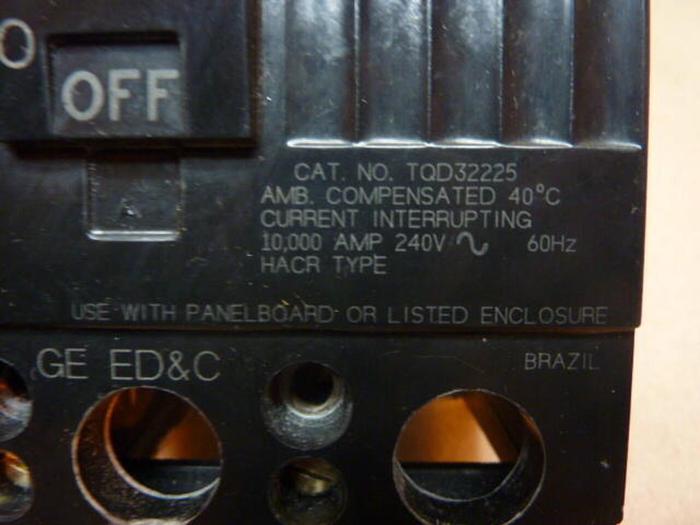 O
OFF
CAT. NO. TQD32225
AMB. COMPENSATED 40°C
CURRENT INTERRUPTING
10,000 AMP 240V ∿ 60Hz
HACR TYPE
USE WITH PANELBOARD OR LISTED ENCLOSURE
GE ED&C BRAZIL